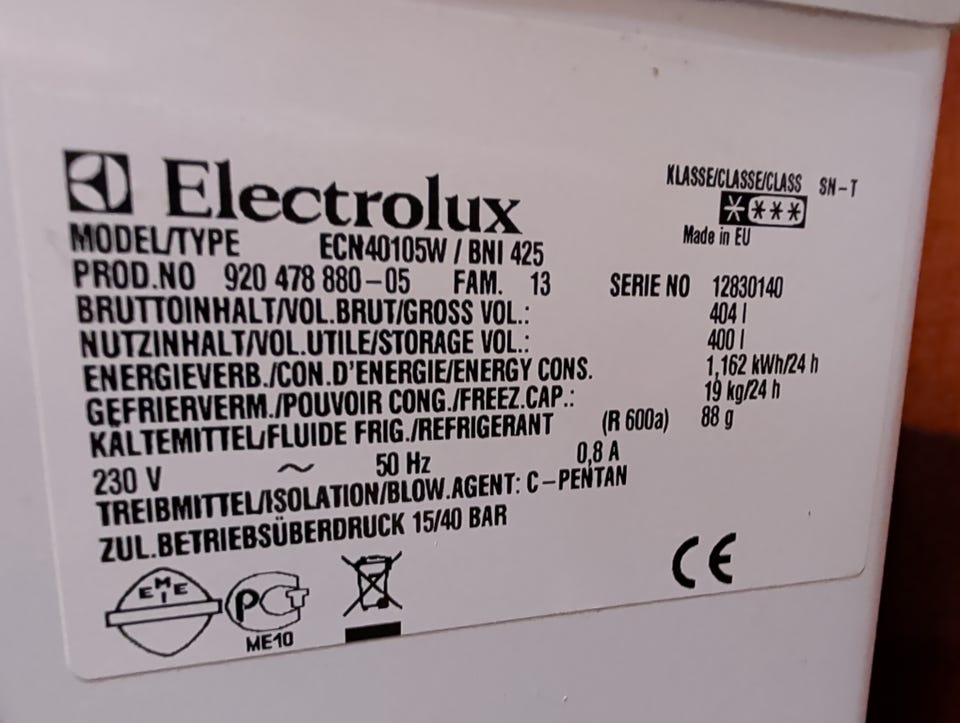 Electrolux
KLASSE/CLASSE/CLASS SN-T
Made in EU
MODEL/TYPE ECN40105W / BNI 425
PROD.NO 920 478 880-05 FAM. 13 SERIE NO 12830140
BRUTTOINHALT/VOL.BRUT/GROSS VOL.: 404 l
NUTZINHALT/VOL.UTILE/STORAGE VOL.: 400 l
ENERGIEVERB./CON.D'ENERGIE/ENERGY CONS. 1,162 kWh/24 h
GEFRIERVERM./POUVOIR CONG./FREEZ.CAP.: 19 kg/24 h
KÄLTEMITTEL/FLUIDE FRIG./REFRIGERANT (R 600a) 88 g
230 V ~ 50 Hz 0,8 A
TREIBMITTEL/ISOLATION/BLOW.AGENT: C-PENTAN
ZUL.BETRIEBSÜBERDRUCK 15/40 BAR
EMEI
PCT
ME10
CE